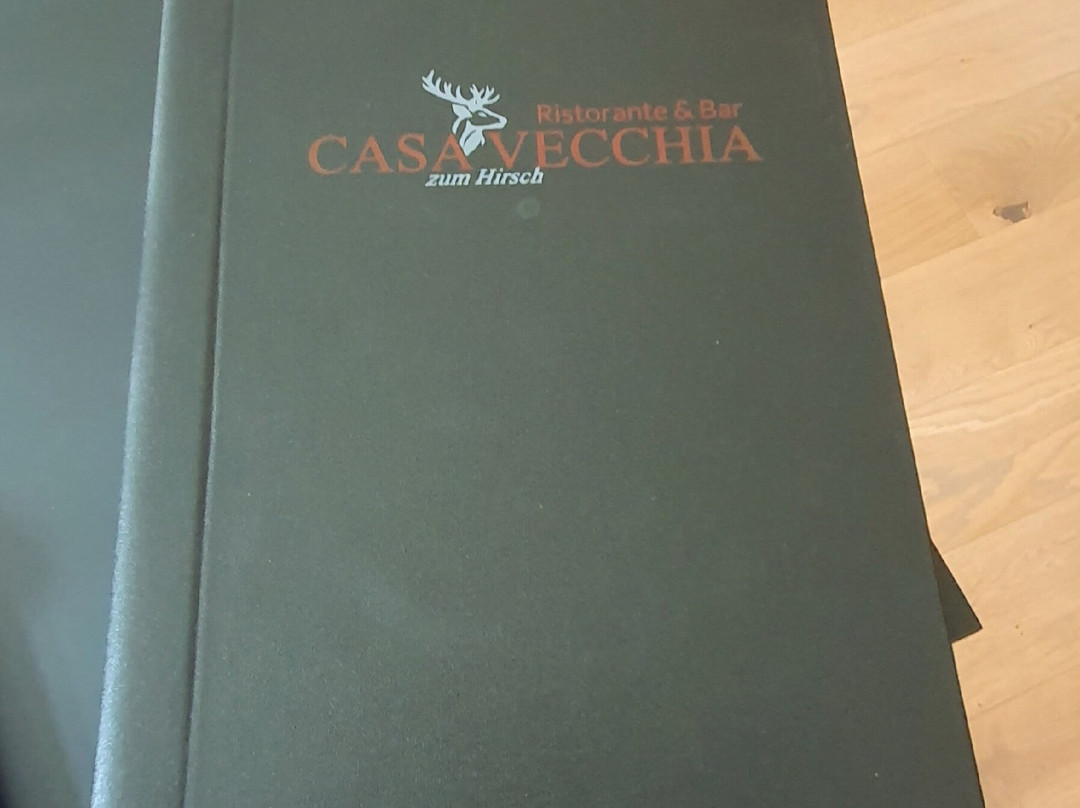 Ristorante & Bar
CASA VECCHIA
zum Hirsch